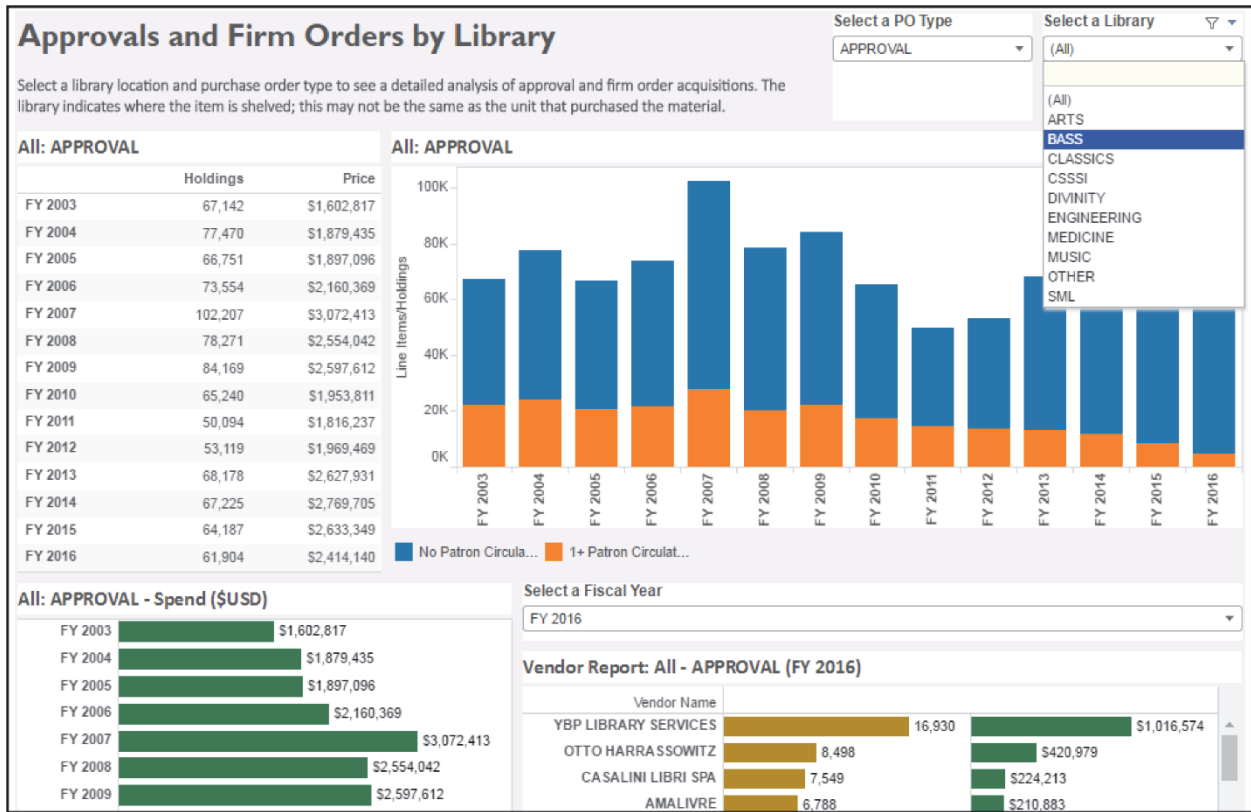 Approvals and Firm Orders by Library
Select a library location and purchase order type to see a detailed analysis of approval and firm order acquisitions. The
library indicates where the item is shelved; this may not be the same as the unit that purchased the material.
Select a PO Type
APPROVAL
Select a Library
(All)
(All)
ARTS
BASS
CLASSICS
CSSSI
DIVINITY
ENGINEERING
MEDICINE
MUSIC
OTHER
SML
All: APPROVAL
Holdings Price
FY 2003 67,142 $1,602,817
FY 2004 77,470 $1,879,435
FY 2005 66,751 $1,897,096
FY 2006 73,554 $2,160,369
FY 2007 102,207 $3,072,413
FY 2008 78,271 $2,554,042
FY 2009 84,169 $2,597,612
FY 2010 65,240 $1,953,811
FY 2011 50,094 $1,816,237
FY 2012 53,119 $1,969,469
FY 2013 68,178 $2,627,931
FY 2014 67,225 $2,769,705
FY 2015 64,187 $2,633,349
FY 2016 61,904 $2,414,140
All: APPROVAL
Line Items/Holdings
100K
80K
60K
40K
20K
0K
FY 2003
FY 2004
FY 2005
FY 2006
FY 2007
FY 2008
FY 2009
FY 2010
FY 2011
FY 2012
FY 2013
FY 2014
FY 2015
FY 2016
No Patron Circula... 1+ Patron Circulat...
All: APPROVAL - Spend ($USD)
FY 2003 $1,602,817
FY 2004 $1,879,435
FY 2005 $1,897,096
FY 2006 $2,160,369
FY 2007 $3,072,413
FY 2008 $2,554,042
FY 2009 $2,597,612
Select a Fiscal Year
FY 2016
Vendor Report: All - APPROVAL (FY 2016)
Vendor Name
YBP LIBRARY SERVICES 16,930 $1,016,574
OTTO HARRASSOWITZ 8,498 $420,979
CASALINI LIBRI SPA 7,549 $224,213
AMALIVRE 6,788 $210,883